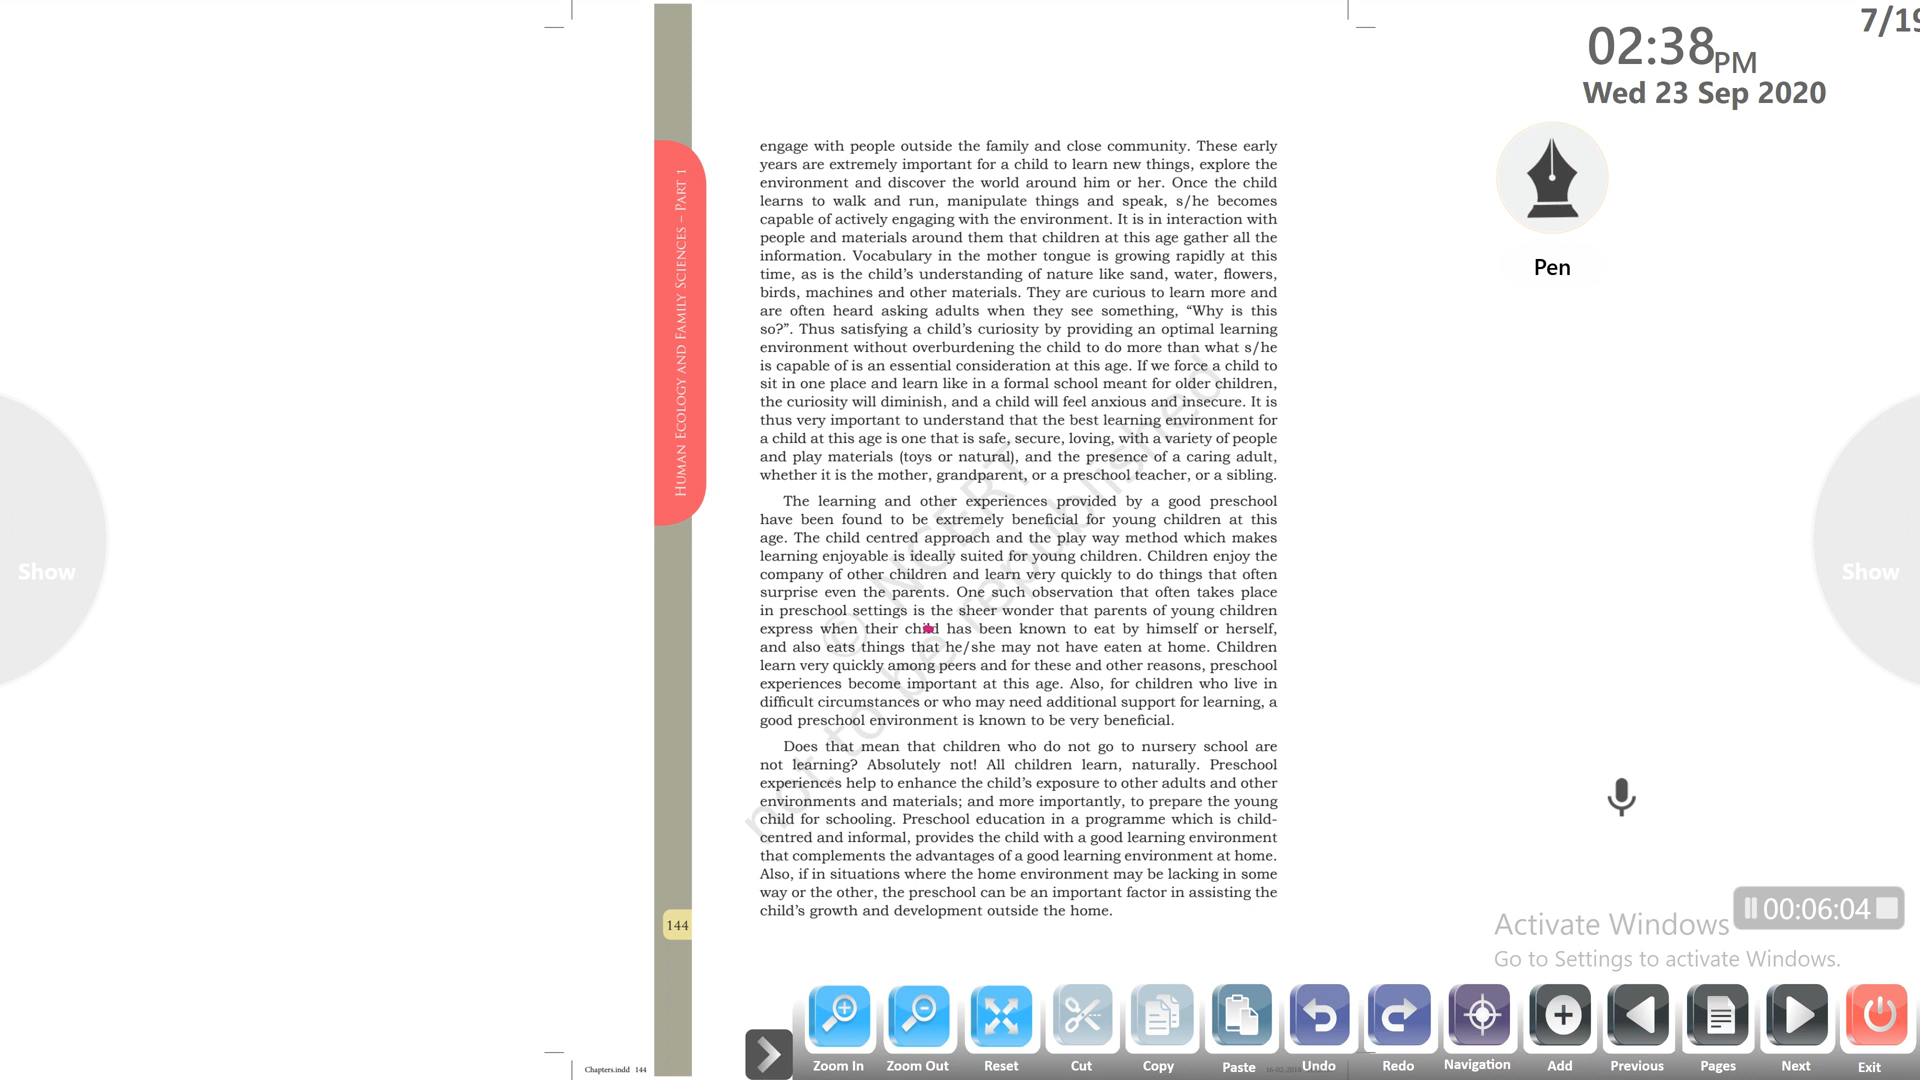 7/19
02:38PM
Wed 23 Sep 2020
Pen
HUMAN ECOLOGY AND FAMILY SCIENCES – PART 1
engage with people outside the family and close community. These early
years are extremely important for a child to learn new things, explore the
environment and discover the world around him or her. Once the child
learns to walk and run, manipulate things and speak, s/he becomes
capable of actively engaging with the environment. It is in interaction with
people and materials around them that children at this age gather all the
information. Vocabulary in the mother tongue is growing rapidly at this
time, as is the child’s understanding of nature like sand, water, flowers,
birds, machines and other materials. They are curious to learn more and
are often heard asking adults when they see something, “Why is this
so?”. Thus satisfying a child’s curiosity by providing an optimal learning
environment without overburdening the child to do more than what s/he
is capable of is an essential consideration at this age. If we force a child to
sit in one place and learn like in a formal school meant for older children,
the curiosity will diminish, and a child will feel anxious and insecure. It is
thus very important to understand that the best learning environment for
a child at this age is one that is safe, secure, loving, with a variety of people
and play materials (toys or natural), and the presence of a caring adult,
whether it is the mother, grandparent, or a preschool teacher, or a sibling.
The learning and other experiences provided by a good preschool
have been found to be extremely beneficial for young children at this
age. The child centred approach and the play way method which makes
learning enjoyable is ideally suited for young children. Children enjoy the
company of other children and learn very quickly to do things that often
surprise even the parents. One such observation that often takes place
in preschool settings is the sheer wonder that parents of young children
express when their child has been known to eat by himself or herself,
and also eats things that he/she may not have eaten at home. Children
learn very quickly among peers and for these and other reasons, preschool
experiences become important at this age. Also, for children who live in
difficult circumstances or who may need additional support for learning, a
good preschool environment is known to be very beneficial.
Does that mean that children who do not go to nursery school are
not learning? Absolutely not! All children learn, naturally. Preschool
experiences help to enhance the child’s exposure to other adults and other
environments and materials; and more importantly, to prepare the young
child for schooling. Preschool education in a programme which is child-
centred and informal, provides the child with a good learning environment
that complements the advantages of a good learning environment at home.
Also, if in situations where the home environment may be lacking in some
way or the other, the preschool can be an important factor in assisting the
child’s growth and development outside the home.
© NCERT
not to be republished
Show
Show
144
00:06:04
Activate Windows
Go to Settings to activate Windows.
Zoom In
Zoom Out
Reset
Cut
Copy
Paste
Undo
Redo
Navigation
Add
Previous
Pages
Next
Exit
Chapters.indd 144